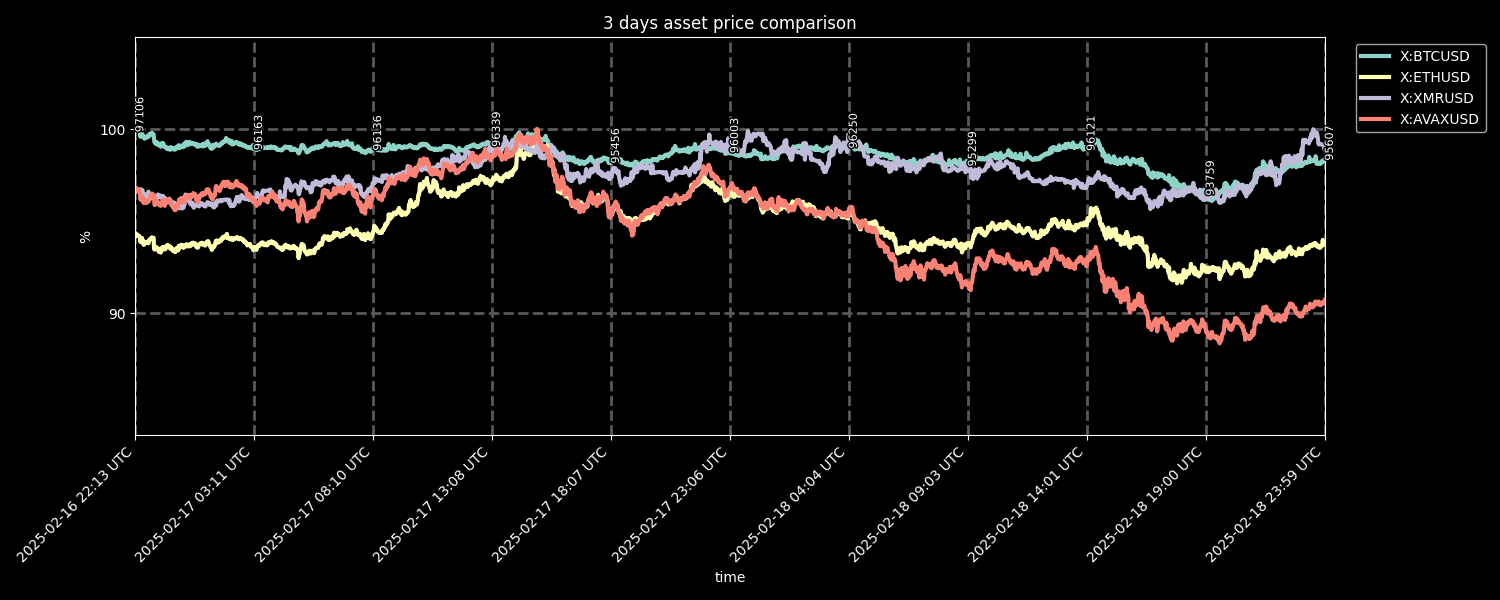 3 days asset price comparison
X:BTCUSD
X:ETHUSD
X:XMRUSD
X:AVAXUSD
100
90
%
97106
96163
96136
96339
95456
96003
96250
95299
96121
93759
95607
2025-02-16 22:13 UTC
2025-02-17 03:11 UTC
2025-02-17 08:10 UTC
2025-02-17 13:08 UTC
2025-02-17 18:07 UTC
2025-02-17 23:06 UTC
2025-02-18 04:04 UTC
2025-02-18 09:03 UTC
2025-02-18 14:01 UTC
2025-02-18 19:00 UTC
2025-02-18 23:59 UTC
time